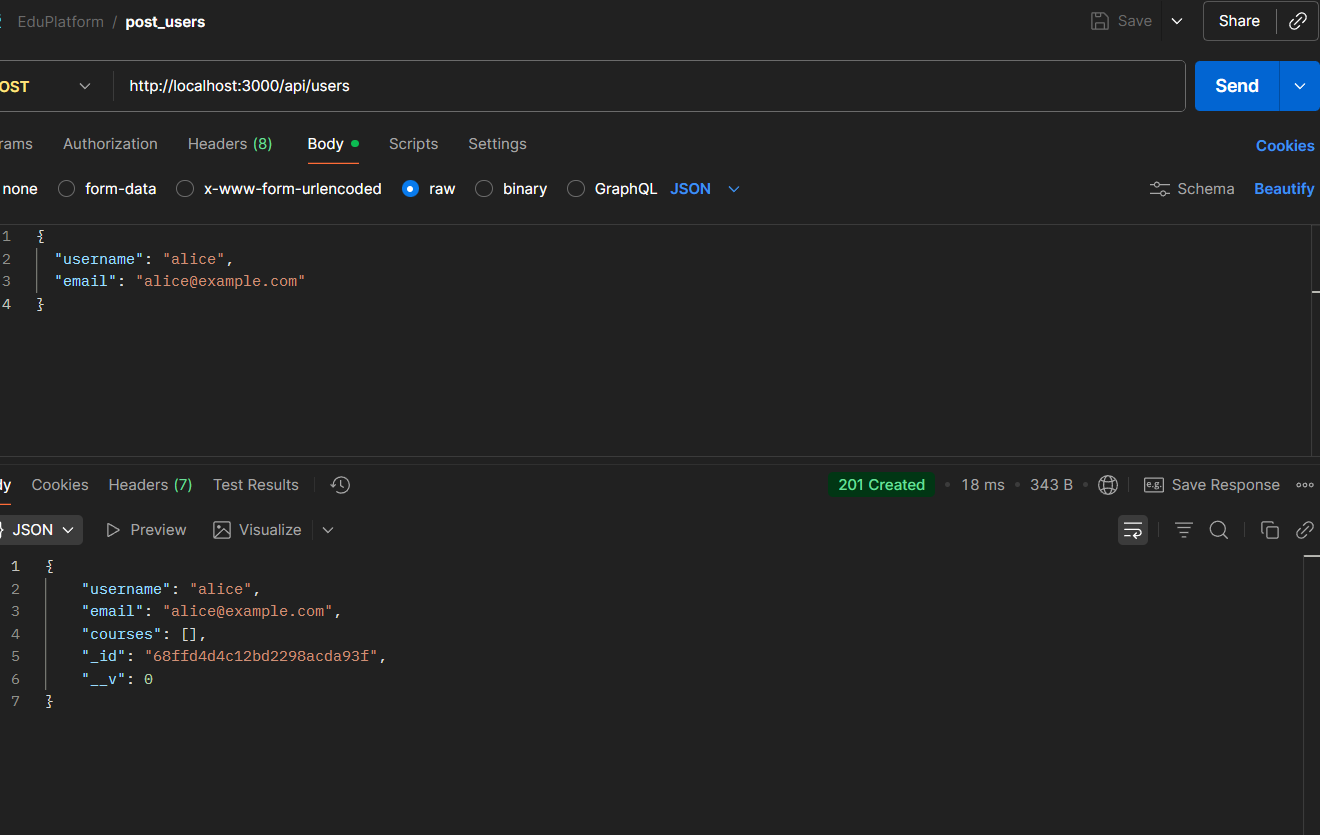 EduPlatform / post_users
Save
Share
OST
http://localhost:3000/api/users
Send
rams Authorization Headers (8) Body Scripts Settings
Cookies
none form-data x-www-form-urlencoded raw binary GraphQL JSON
Schema Beautify
1 {
2 "username": "alice",
3 "email": "alice@example.com"
4 }
dy Cookies Headers (7) Test Results
201 Created • 18 ms • 343 B
e.g. Save Response
} JSON Preview Visualize
1 {
2 "username": "alice",
3 "email": "alice@example.com",
4 "courses": [],
5 "_id": "68ffd4d4c12bd2298acda93f",
6 "__v": 0
7 }